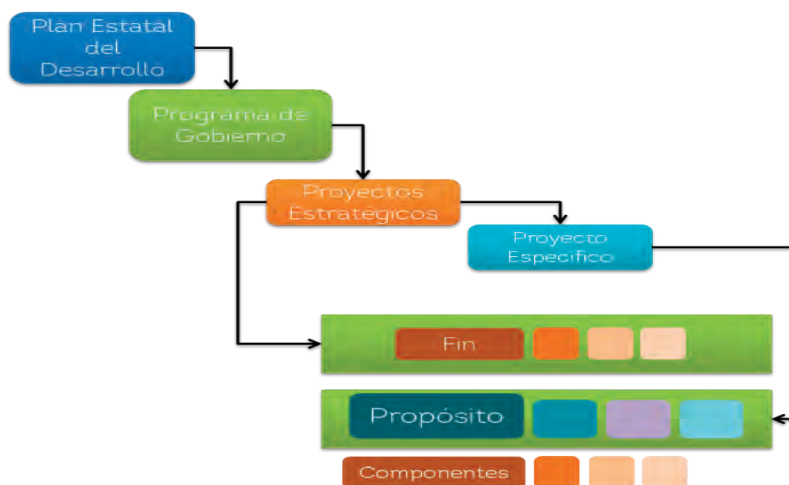 Plan Estatal
del
Desarrollo
Programa de
Gobierno
Proyectos
Estratégicos
Proyecto
Específico
Fin
Propósito
Componentes